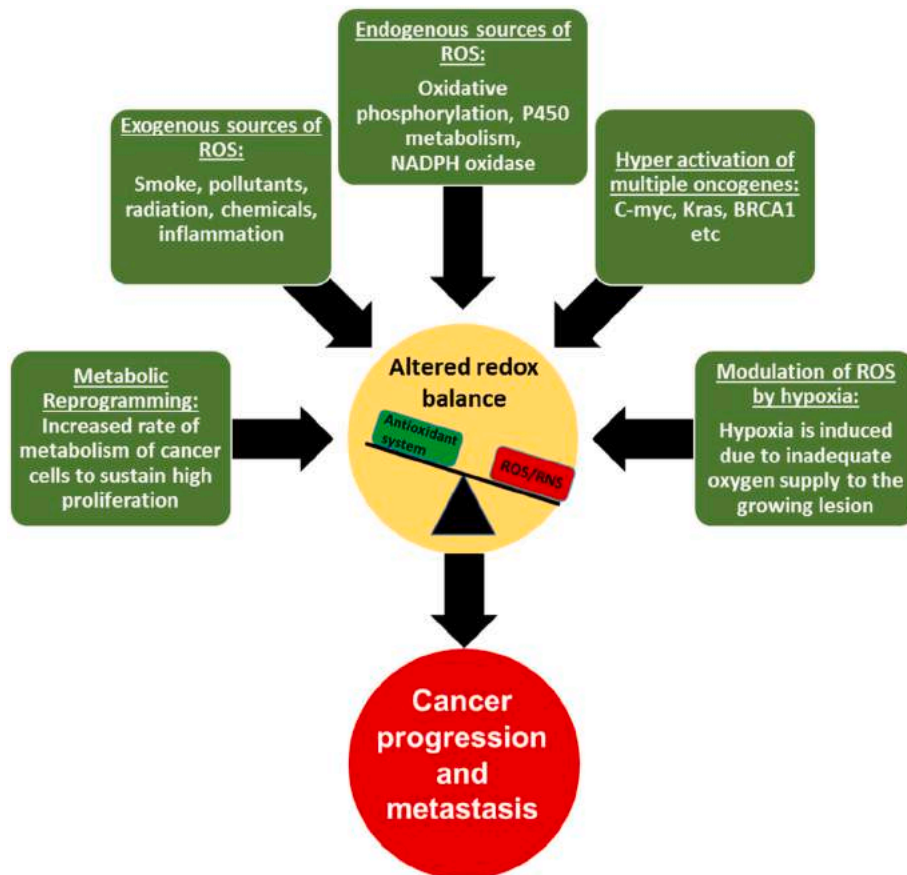 Endogenous sources of
ROS:
Oxidative
phosphorylation, P450
metabolism,
NADPH oxidase
Exogenous sources of
ROS:
Smoke, pollutants,
radiation, chemicals,
inflammation
Hyper activation of
multiple oncogenes:
C-myc, Kras, BRCA1
etc
Metabolic
Reprogramming:
Increased rate of
metabolism of cancer
cells to sustain high
proliferation
Altered redox
balance
Antioxidant
system
ROS/RNS
Modulation of ROS
by hypoxia:
Hypoxia is induced
due to inadequate
oxygen supply to the
growing lesion
Cancer
progression
and
metastasis